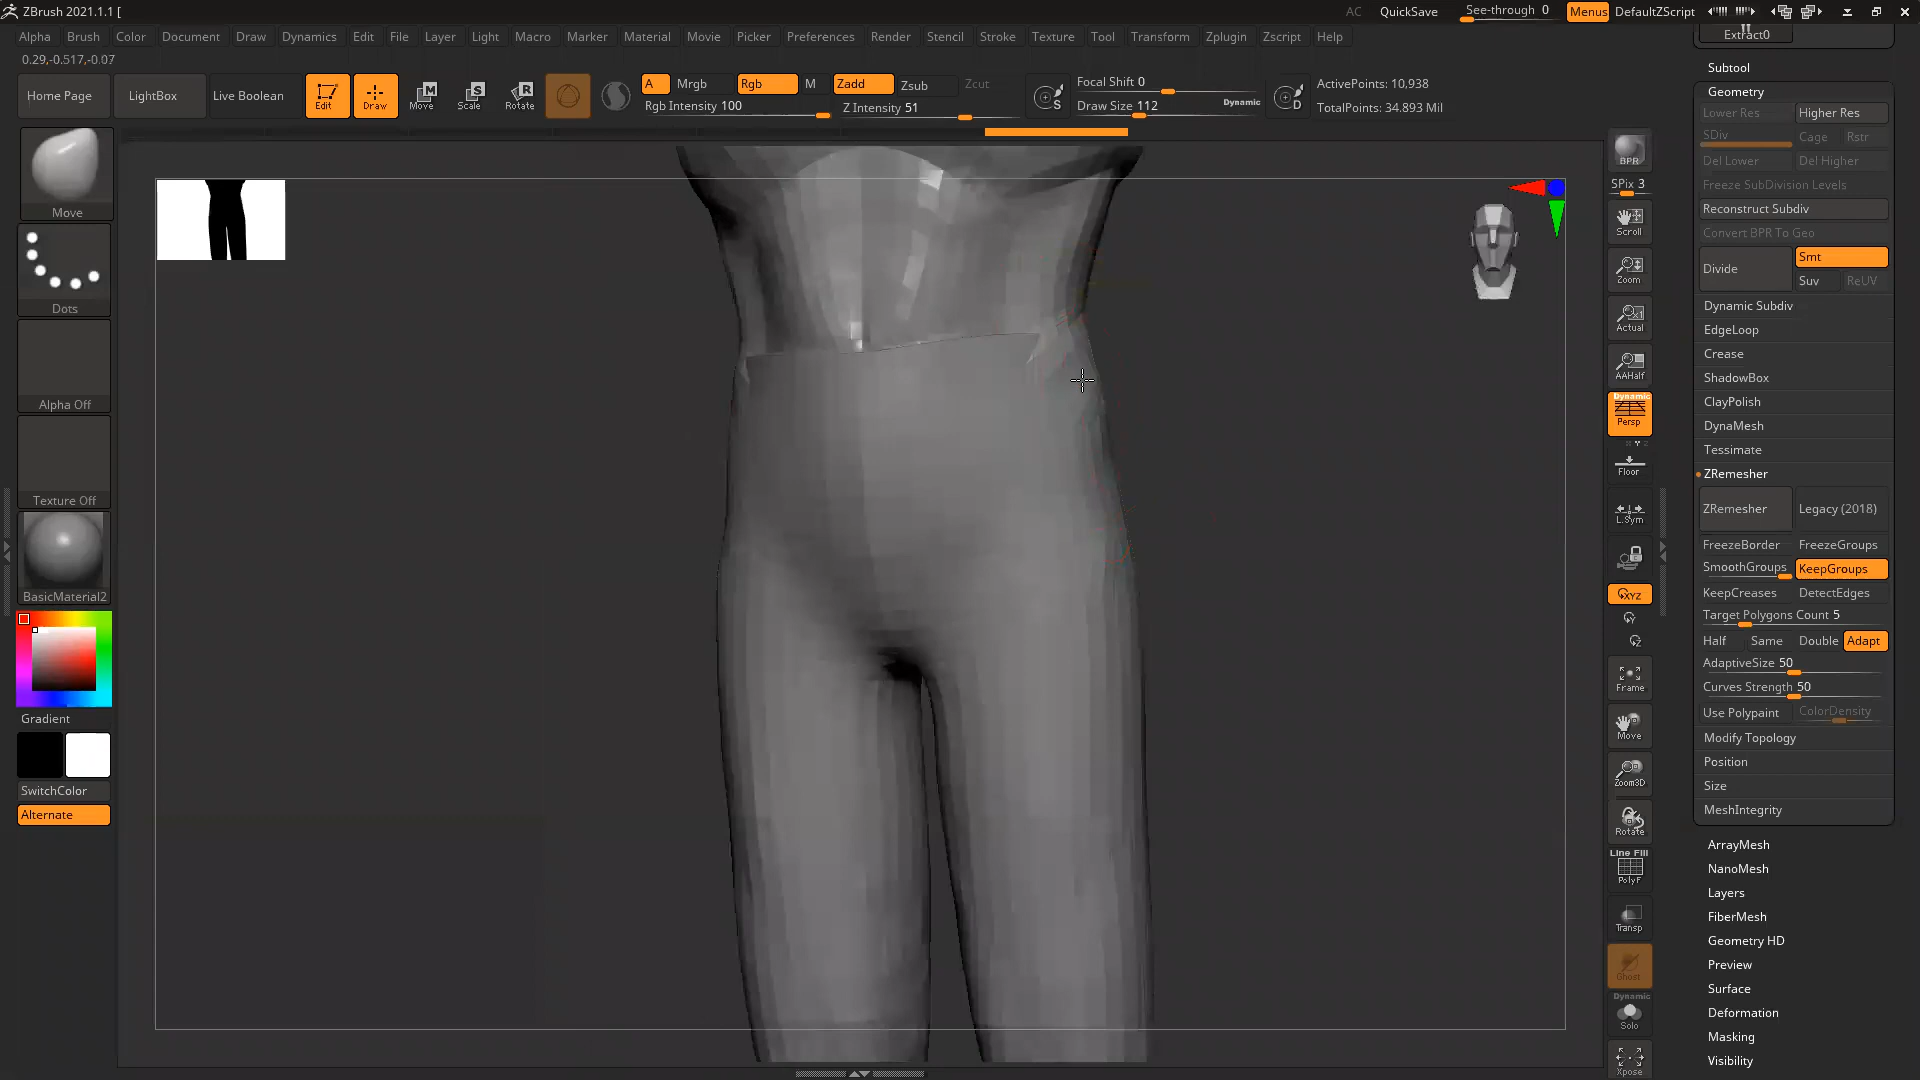 ZBrush 2021.1.1 [
AC QuickSave See-through 0 Menus DefaultZScript
Alpha Brush Color Document Draw Dynamics Edit File Layer Light Macro Marker Material Movie Picker Preferences Render Stencil Stroke Texture Tool Transform Zplugin Zscript Help
0.29,-0.517,-0.07
Home Page LightBox Live Boolean Edit Draw Move Scale Rotate
A Mrgb Rgb M Zadd Zsub Zcut
Rgb Intensity 100 Z Intensity 51
S Focal Shift 0
Draw Size 112 Dynamic D
ActivePoints: 10,938
TotalPoints: 34.893 Mil
Move
Dots
Alpha Off
Texture Off
BasicMaterial2
Gradient
SwitchColor
Alternate
BPR
SPix 3
Scroll
Zoom
Actual
AAHalf
Dynamic
Persp
Floor
L.Sym
XYZ
Y
Z
Frame
Move
Zoom3D
Rotate
Line Fill
PolyF
Transp
Ghost
Dynamic
Solo
Xpose
Extract0
Subtool
Geometry
Lower Res Higher Res
SDiv Cage Rstr
Del Lower Del Higher
Freeze SubDivision Levels
Reconstruct Subdiv
Convert BPR To Geo
Divide Smt
Suv ReUV
Dynamic Subdiv
EdgeLoop
Crease
ShadowBox
ClayPolish
DynaMesh
Tessimate
ZRemesher
ZRemesher Legacy (2018)
FreezeBorder FreezeGroups
SmoothGroups KeepGroups
KeepCreases DetectEdges
Target Polygons Count 5
Half Same Double Adapt
AdaptiveSize 50
Curves Strength 50
Use Polypaint ColorDensity
Modify Topology
Position
Size
MeshIntegrity
ArrayMesh
NanoMesh
Layers
FiberMesh
Geometry HD
Preview
Surface
Deformation
Masking
Visibility